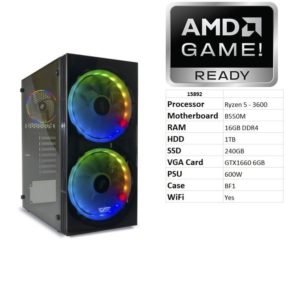 AMD
GAME!
READY
15892
Processor Ryzen 5 - 3600
Motherboard B550M
RAM 16GB DDR4
HDD 1TB
SSD 240GB
VGA Card GTX1660 6GB
PSU 600W
Case BF1
WiFi Yes